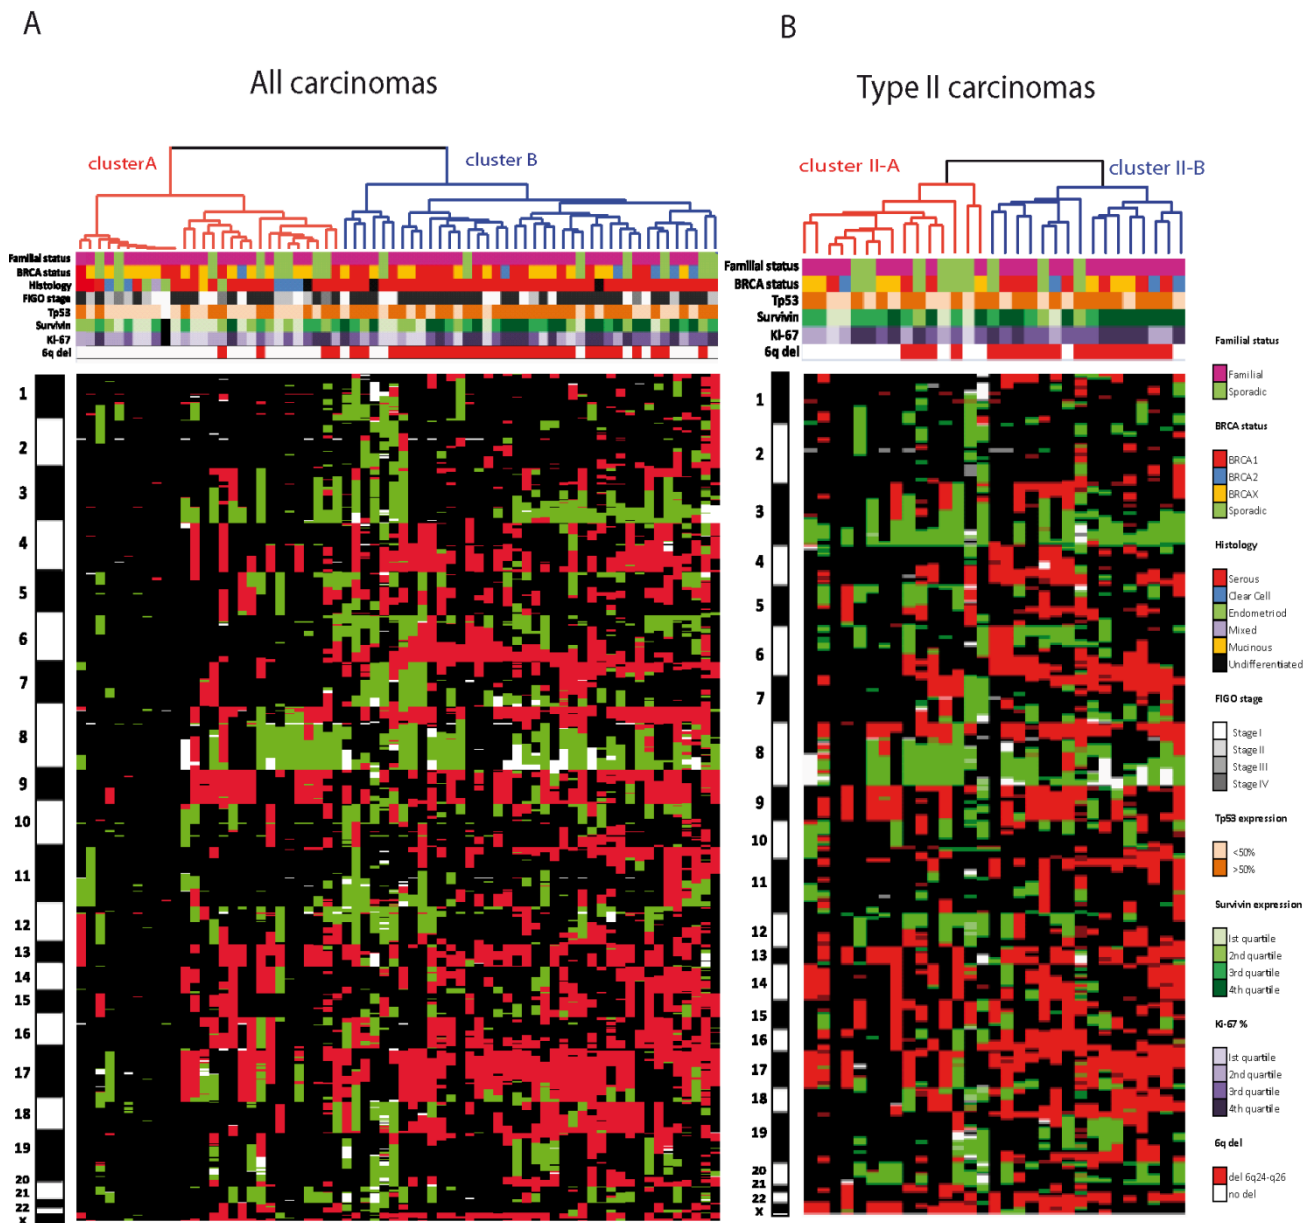 A
B
All carcinomas
Type II carcinomas
clusterA
cluster B
cluster II-A
cluster II-B
Familial status
BRCA status
Histology
FIGO stage
Tp53
Survivin
Ki-67
6q del
1
2
3
4
5
6
7
8
9
10
11
12
13
14
15
16
17
18
19
20
21
22
X
Familial status
BRCA status
Tp53
Survivin
Ki-67
6q del
1
2
3
4
5
6
7
8
9
10
11
12
13
14
15
16
17
18
19
20
21
22
X
Familial status
Familial
Sporadic
BRCA status
BRCA1
BRCA2
BRCAX
Sporadic
Histology
Serous
Clear Cell
Endometriod
Mixed
Mucinous
Undifferentiated
FIGO stage
Stage I
Stage II
Stage III
Stage IV
Tp53 expression
<50%
>50%
Survivin expression
Ist quartile
2nd quartile
3rd quartile
4th quartile
Ki-67 %
Ist quartile
2nd quartile
3rd quartile
4th quartile
6q del
del 6q24-q26
no del